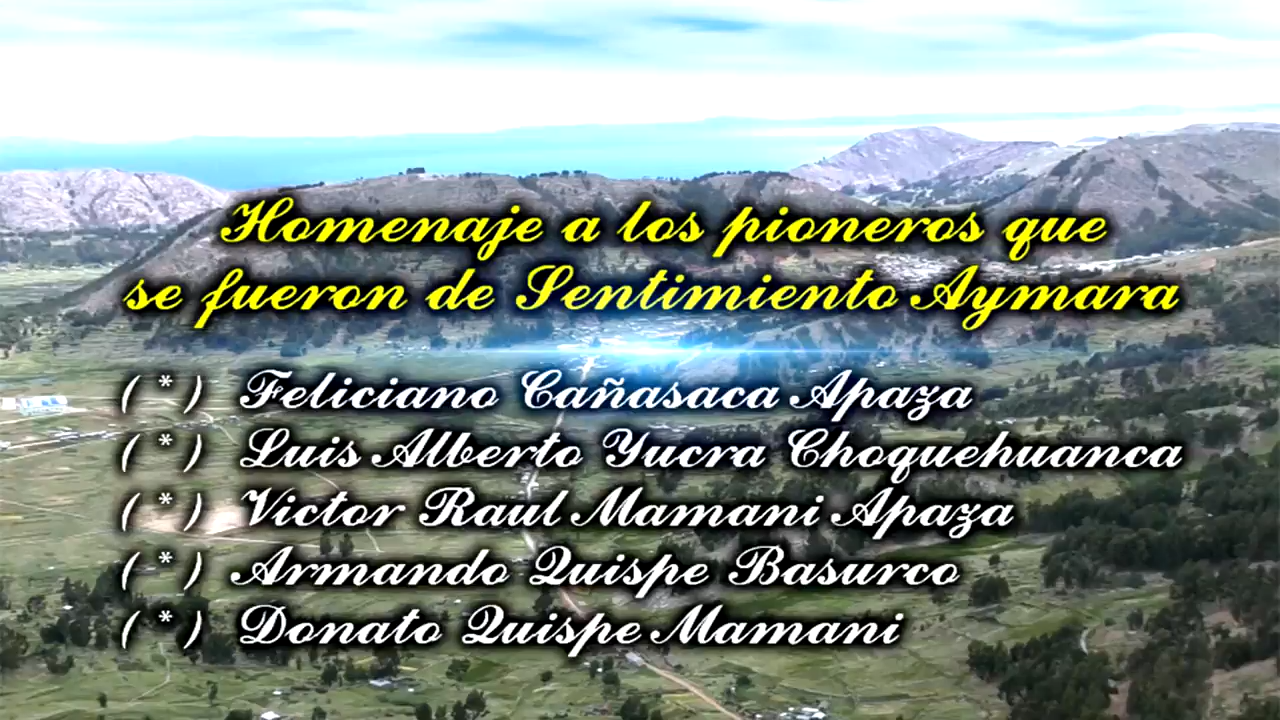 Homenaje a los pioneros que
se fueron de Sentimiento Aymara
( * ) Feliciano Cañasaca Apaza
( * ) Luis Alberto Yucra Choquehuanca
( * ) Victor Raul Mamani Apaza
( * ) Armando Quispe Basurco
( * ) Donato Quispe Mamani